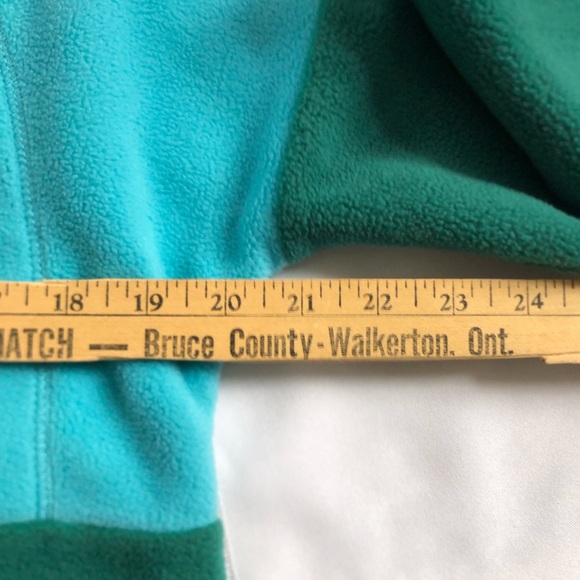 18 19 20 21 22 23 24
MATCH — Bruce County-Walkerton, Ont.